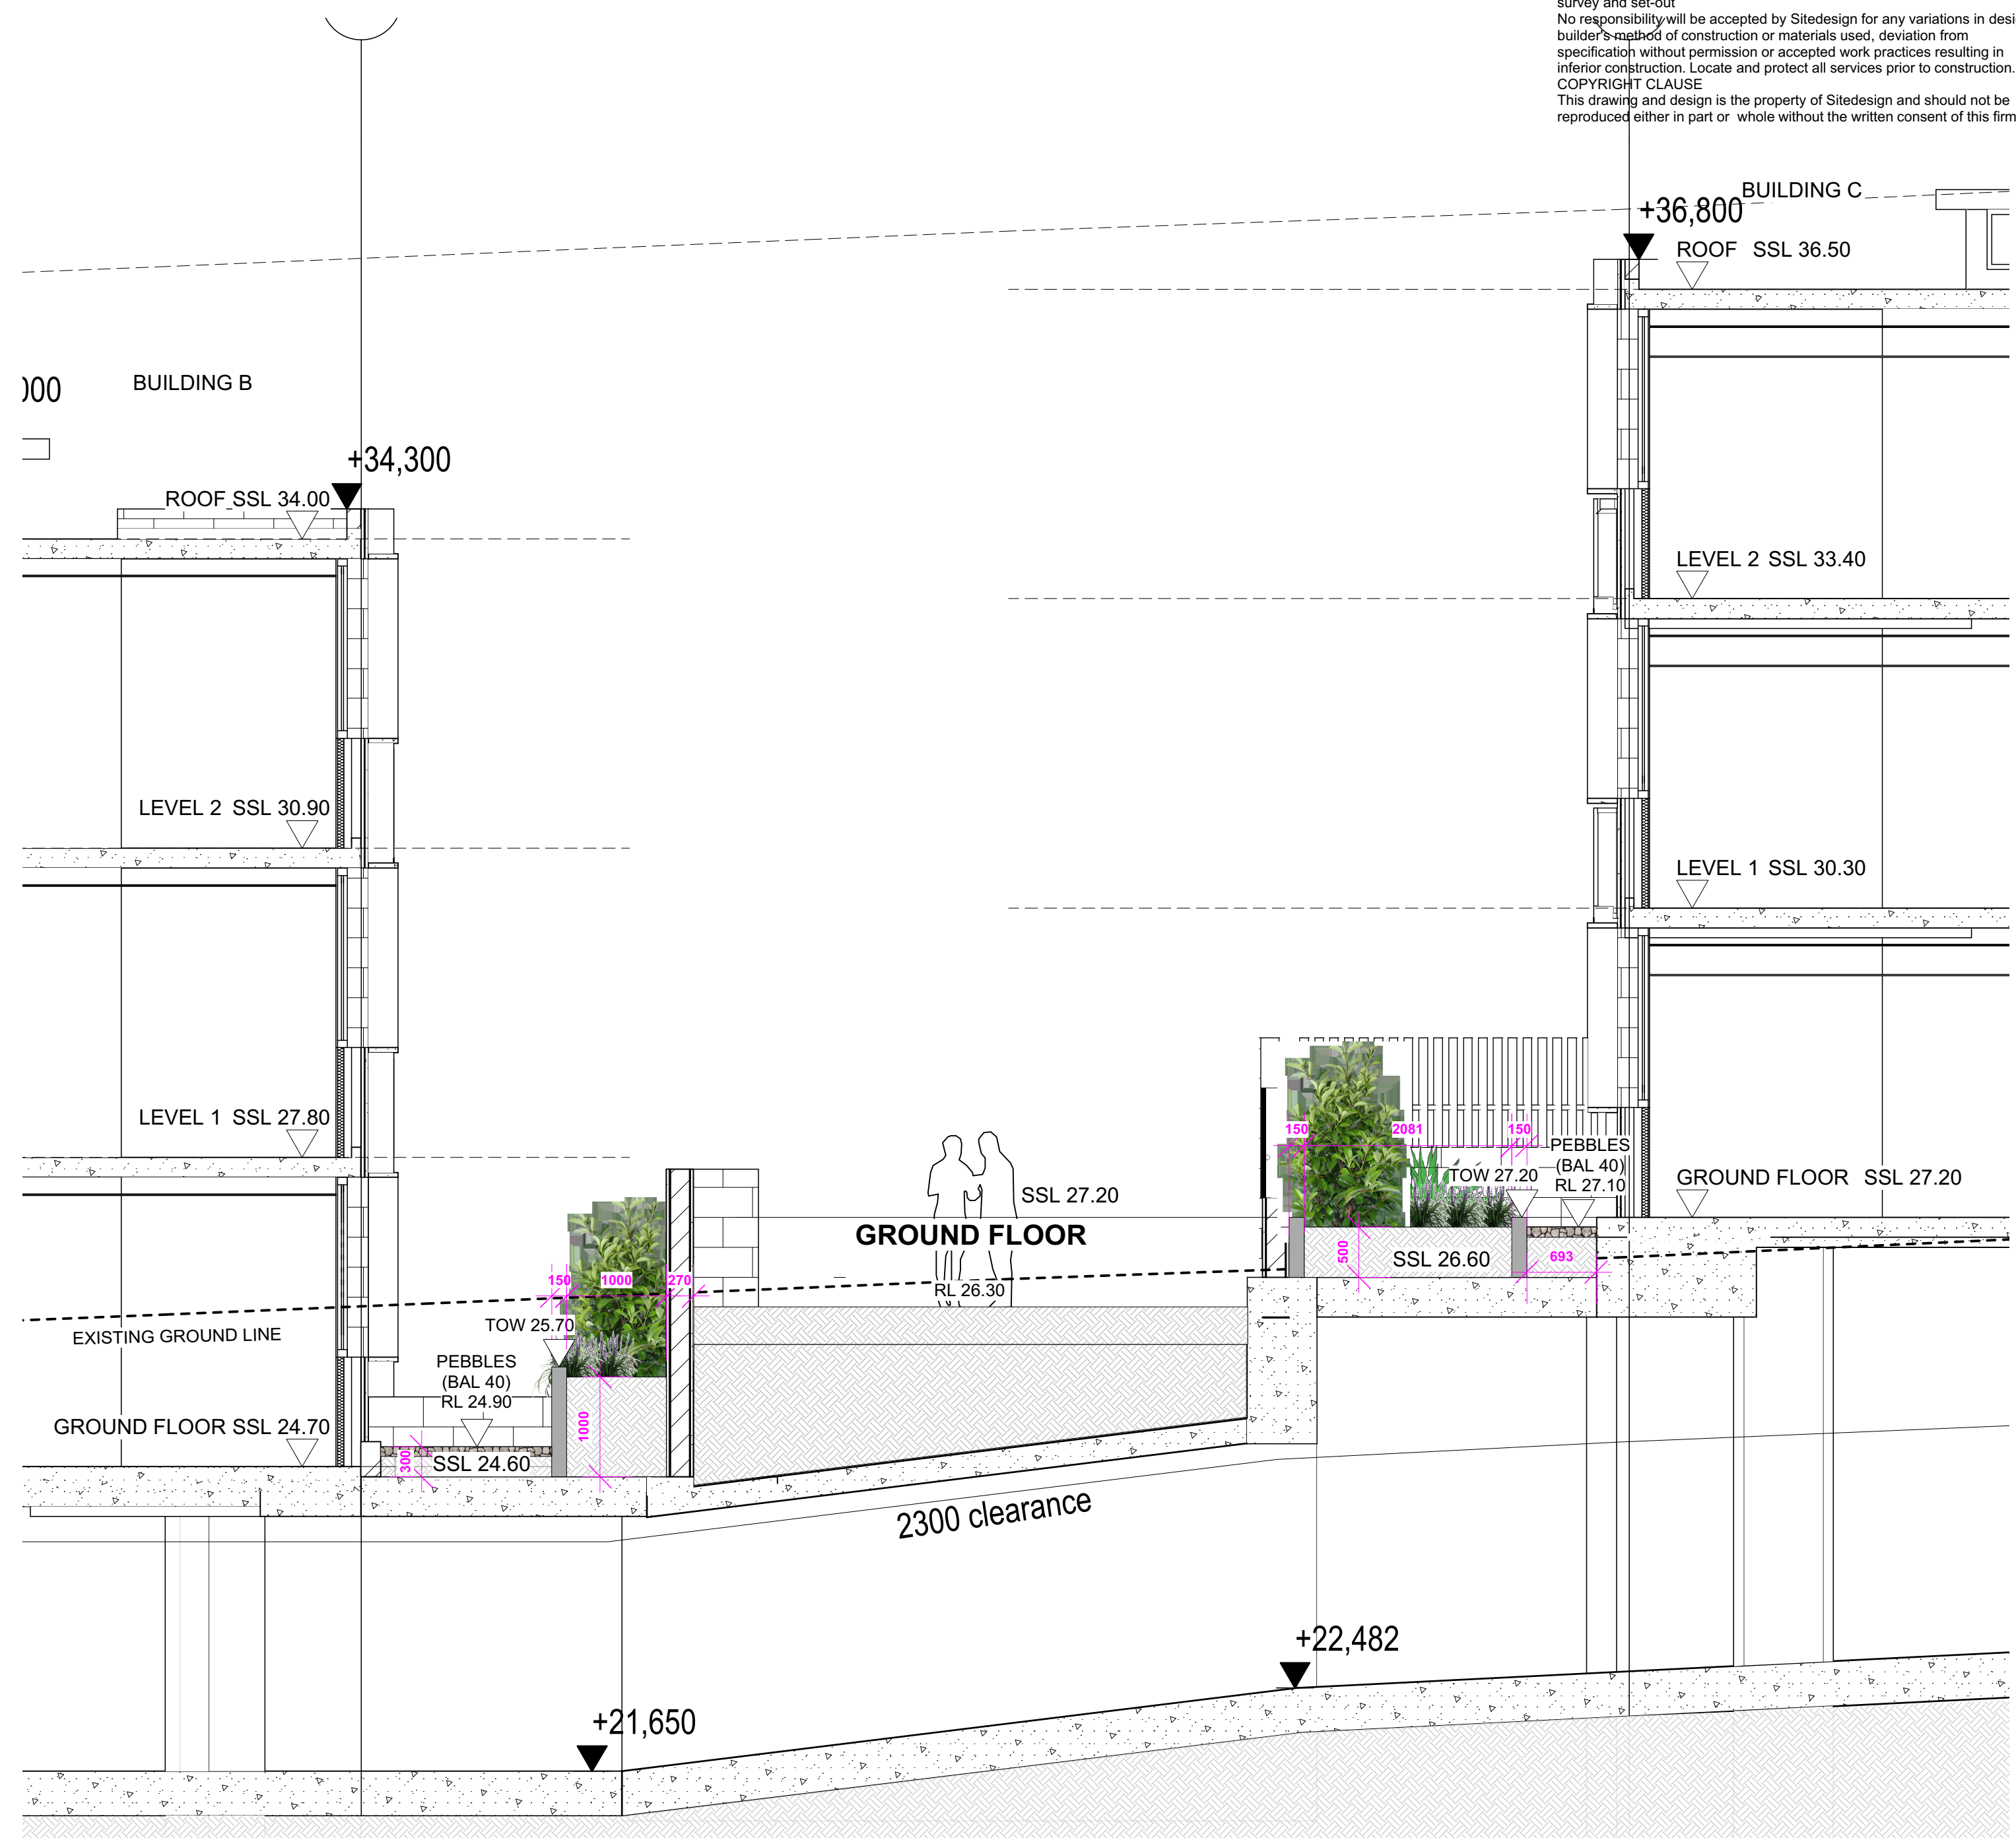 survey and set-out
No responsibility will be accepted by Sitedesign for any variations in desi
builder's method of construction or materials used, deviation from
specification without permission or accepted work practices resulting in
inferior construction. Locate and protect all services prior to construction.
COPYRIGHT CLAUSE
This drawing and design is the property of Sitedesign and should not be
reproduced either in part or whole without the written consent of this firm
BUILDING C
+36,800
ROOF SSL 36.50
000
BUILDING B
+34,300
ROOF SSL 34.00
LEVEL 2 SSL 33.40
LEVEL 2 SSL 30.90
LEVEL 1 SSL 30.30
LEVEL 1 SSL 27.80
150
2081
150
PEBBLES
(BAL 40)
RL 27.10
TOW 27.20
GROUND FLOOR SSL 27.20
SSL 27.20
GROUND FLOOR
500
SSL 26.60
693
150
1000
270
RL 26.30
TOW 25.70
EXISTING GROUND LINE
PEBBLES
(BAL 40)
RL 24.90
GROUND FLOOR SSL 24.70
1000
300
SSL 24.60
2300 clearance
+22,482
+21,650